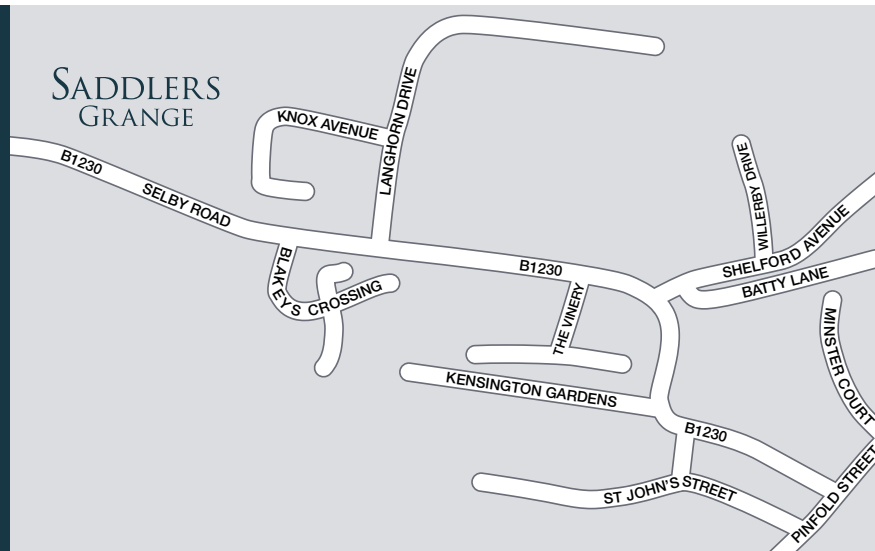 SADDLERS
GRANGE
KNOX AVENUE
LANGHORN DRIVE
B1230
SELBY ROAD
BLAKEYS CROSSING
B1230
THE VINERY
WILLERBY DRIVE
SHELFORD AVENUE
BATTY LANE
MINSTER COURT
KENSINGTON GARDENS
B1230
ST JOHN'S STREET
PINFOLD STREET